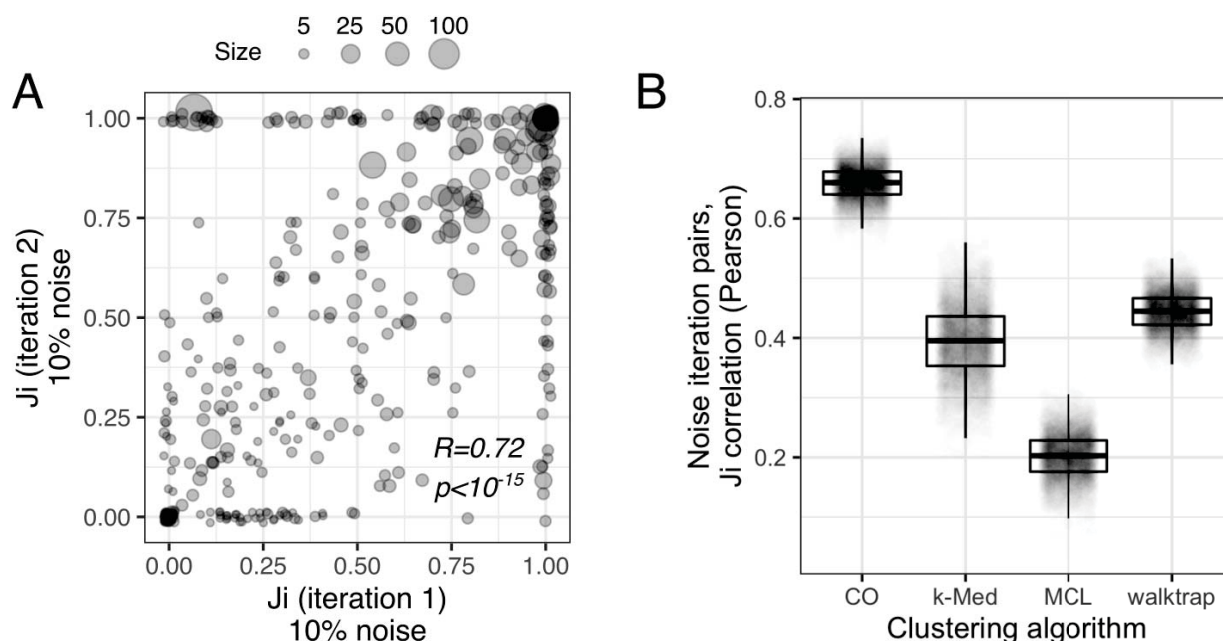 5 25 50 100
Size
A
1.00
0.75
0.50
0.25
0.00
Ji (iteration 2)
10% noise
R=0.72
p<10^-15
0.00 0.25 0.50 0.75 1.00
Ji (iteration 1)
10% noise
B
0.8
0.6
0.4
0.2
Noise iteration pairs,
Ji correlation (Pearson)
CO k-Med MCL walktrap
Clustering algorithm